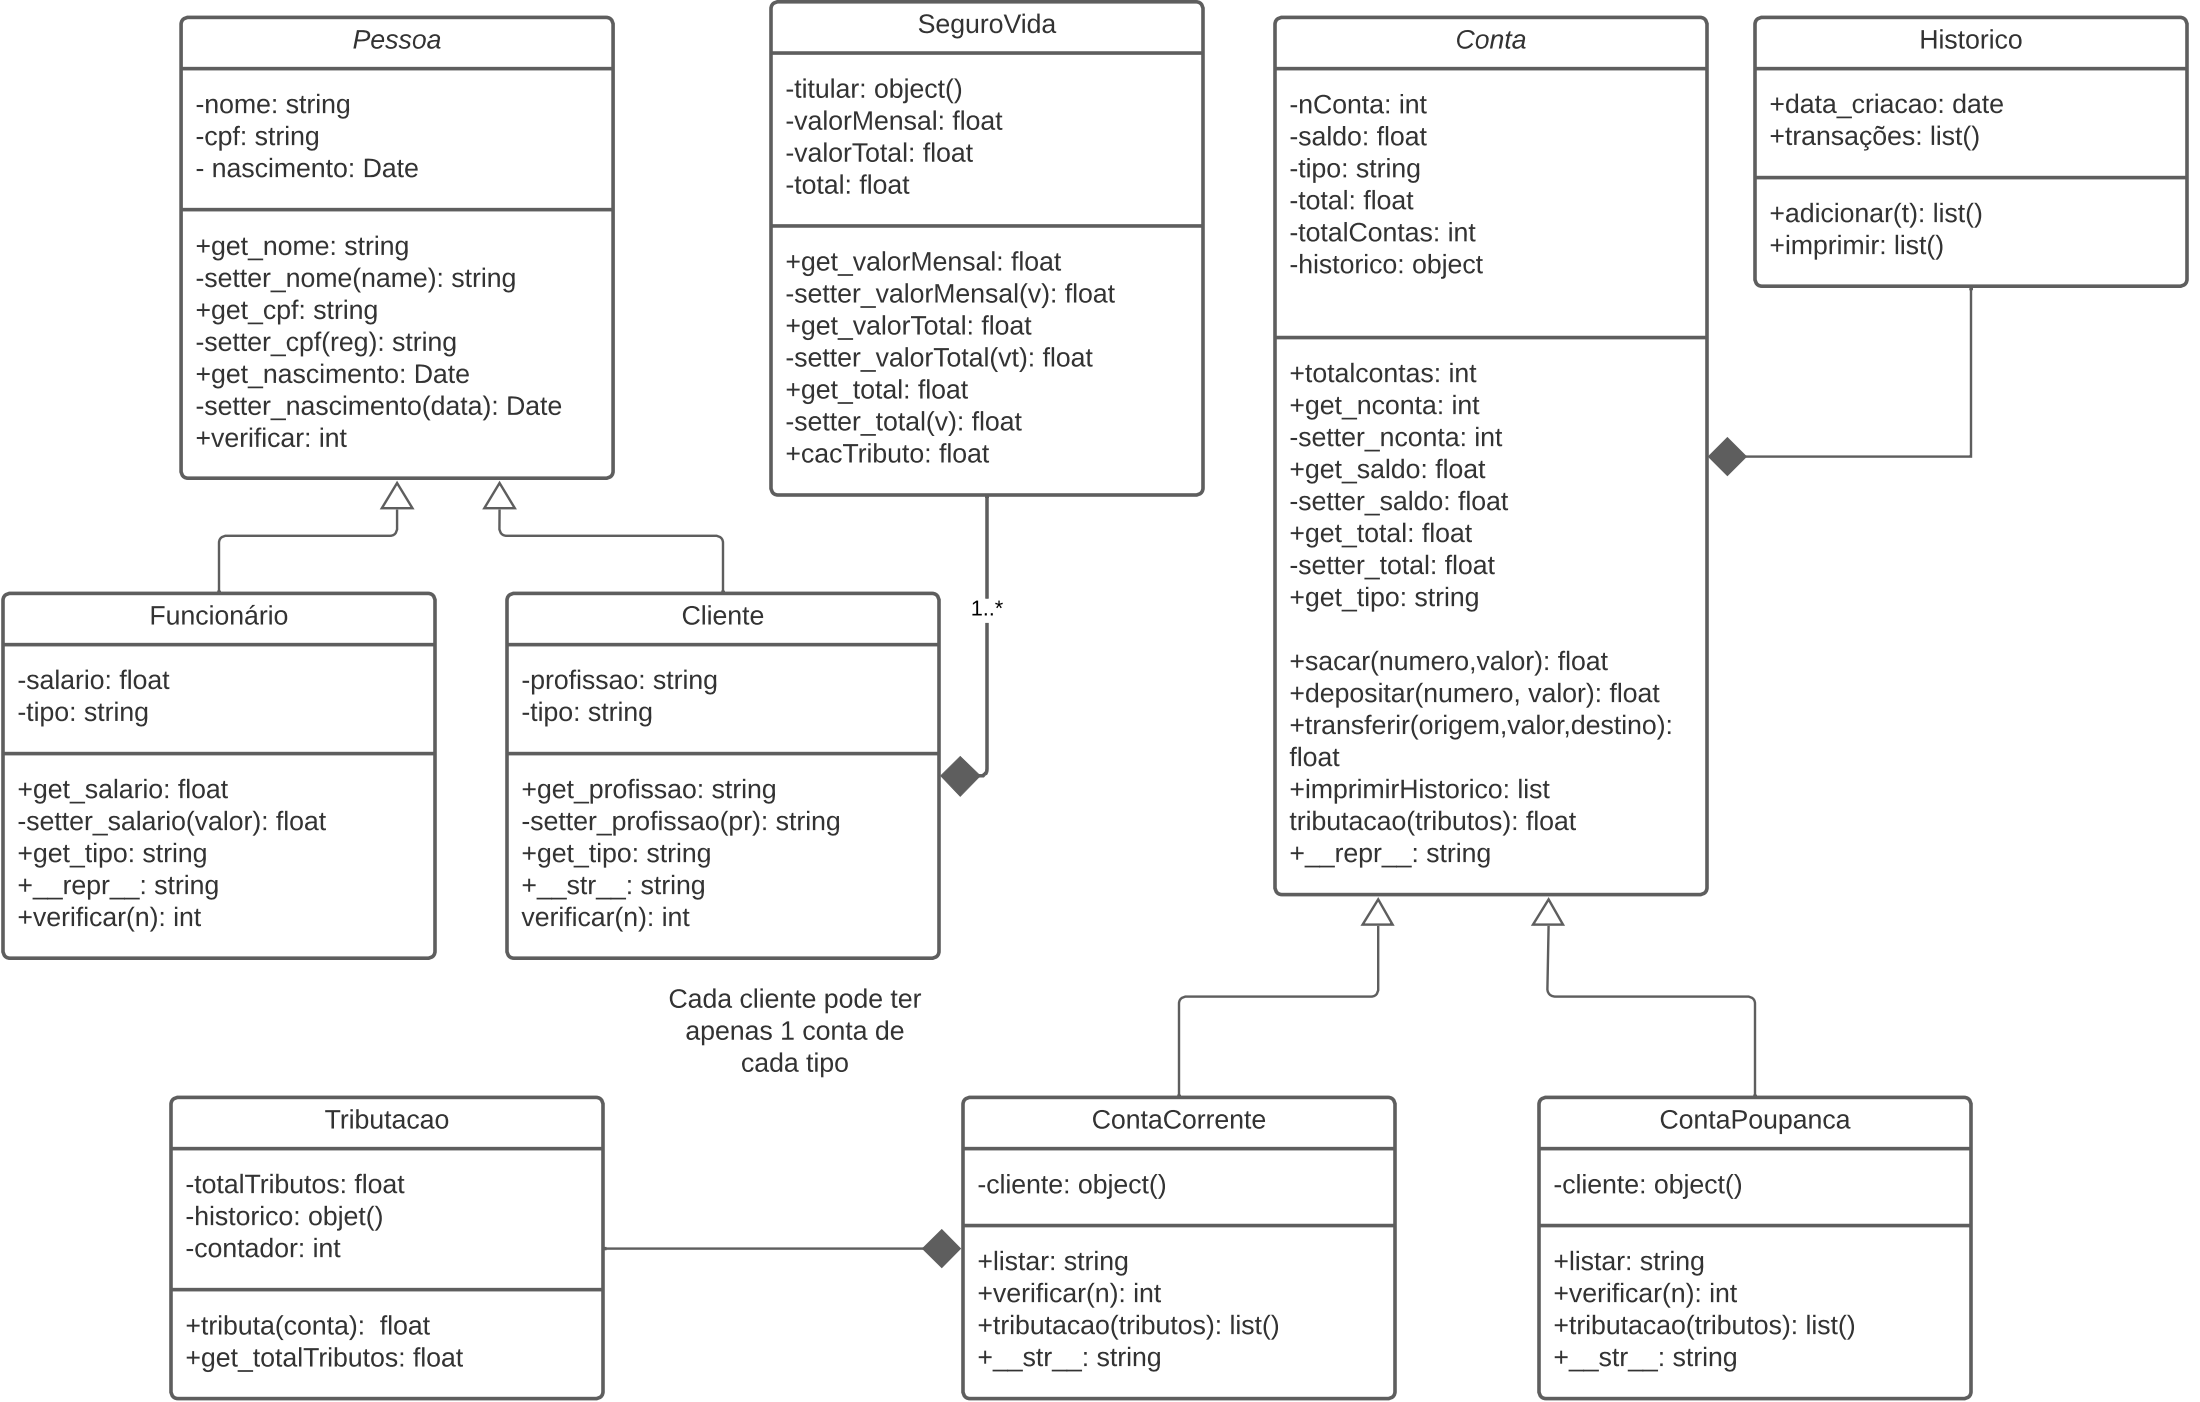 Pessoa
-nome: string
-cpf: string
- nascimento: Date
+get_nome: string
-setter_nome(name): string
+get_cpf: string
-setter_cpf(reg): string
+get_nascimento: Date
-setter_nascimento(data): Date
+verificar: int
SeguroVida
-titular: object()
-valorMensal: float
-valorTotal: float
-total: float
+get_valorMensal: float
-setter_valorMensal(v): float
+get_valorTotal: float
-setter_valorTotal(vt): float
+get_total: float
-setter_total(v): float
+cacTributo: float
Conta
-nConta: int
-saldo: float
-tipo: string
-total: float
-totalContas: int
-historico: object
+totalcontas: int
+get_nconta: int
-setter_nconta: int
+get_saldo: float
-setter_saldo: float
+get_total: float
-setter_total: float
+get_tipo: string
+sacar(numero,valor): float
+depositar(numero, valor): float
+transferir(origem,valor,destino):
float
+imprimirHistorico: list
tributacao(tributos): float
+__repr__: string
Historico
+data_criacao: date
+transações: list()
+adicionar(t): list()
+imprimir: list()
Funcionário
-salario: float
-tipo: string
+get_salario: float
-setter_salario(valor): float
+get_tipo: string
+__repr__: string
+verificar(n): int
Cliente
-profissao: string
-tipo: string
+get_profissao: string
-setter_profissao(pr): string
+get_tipo: string
+__str__: string
verificar(n): int
1..*
Cada cliente pode ter
apenas 1 conta de
cada tipo
Tributacao
-totalTributos: float
-historico: objet()
-contador: int
+tributa(conta):  float
+get_totalTributos: float
ContaCorrente
-cliente: object()
+listar: string
+verificar(n): int
+tributacao(tributos): list()
+__str__: string
ContaPoupanca
-cliente: object()
+listar: string
+verificar(n): int
+tributacao(tributos): list()
+__str__: string